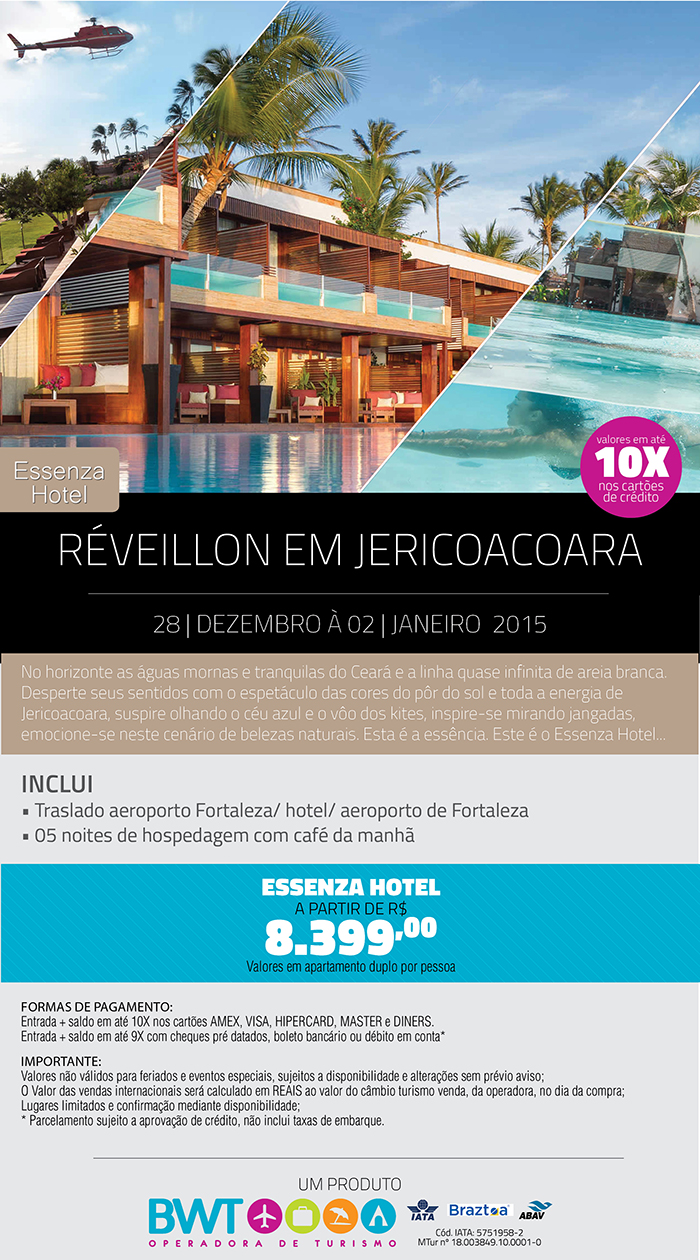 valores em até
10X
nos cartões
de crédito
Essenza
Hotel
RÉVEILLON EM JERICOACOARA
28 | DEZEMBRO À 02 | JANEIRO 2015
No horizonte as águas mornas e tranquilas do Ceará e a linha quase infinita de areia branca.
Desperte seus sentidos com o espetáculo das cores do pôr do sol e toda a energia de
Jericoacoara, suspire olhando o céu azul e o vôo dos kites, inspire-se mirando jangadas,
emocione-se neste cenário de belezas naturais. Esta é a essência. Este é o Essenza Hotel...
INCLUI
▪ Traslado aeroporto Fortaleza/ hotel/ aeroporto de Fortaleza
▪ 05 noites de hospedagem com café da manhã
ESSENZA HOTEL
A PARTIR DE R$
8.399,00
Valores em apartamento duplo por pessoa
FORMAS DE PAGAMENTO:
Entrada + saldo em até 10X nos cartões AMEX, VISA, HIPERCARD, MASTER e DINERS.
Entrada + saldo em até 9X com cheques pré datados, boleto bancário ou débito em conta*
IMPORTANTE:
Valores não válidos para feriados e eventos especiais, sujeitos a disponibilidade e alterações sem prévio aviso;
O Valor das vendas internacionais será calculado em REAIS ao valor do câmbio turismo venda, da operadora, no dia da compra;
Lugares limitados e confirmação mediante disponibilidade;
* Parcelamento sujeito a aprovação de crédito, não inclui taxas de embarque.
UM PRODUTO
BWT
OPERADORA DE TURISMO
IATA Braztoa ABAV
Cód. IATA: 5751958-2
MTur nº 18.003849.10.0001-0